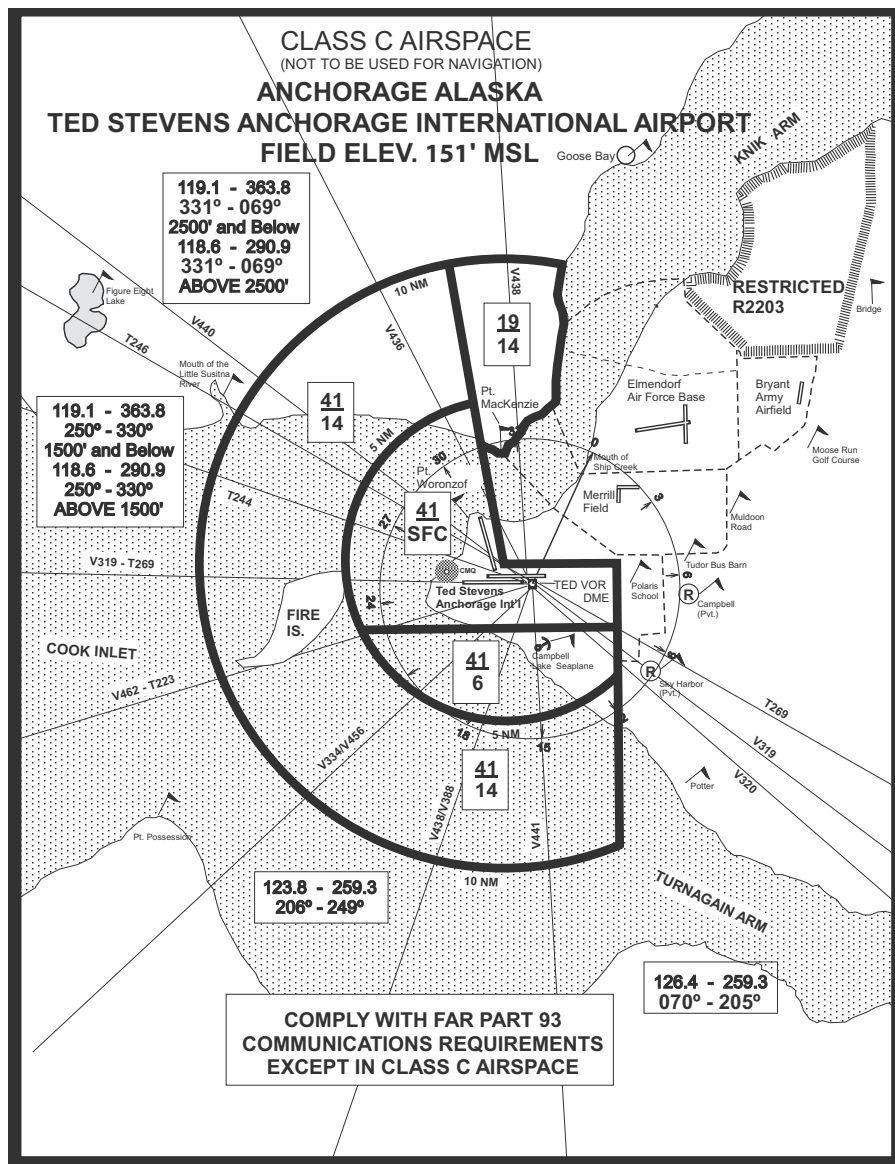 CLASS C AIRSPACE
(NOT TO BE USED FOR NAVIGATION)
ANCHORAGE ALASKA
TED STEVENS ANCHORAGE INTERNATIONAL AIRPORT
FIELD ELEV. 151' MSL
Goose Bay
KNIK ARM
119.1 - 363.8
331º - 069º
2500' and Below
118.6 - 290.9
331º - 069º
ABOVE 2500'
Figure Eight
Lake
V440
T246
10 NM
V436
V438
19
14
RESTRICTED
R2203
Bridge
Mouth of the
Little Susitna
River
41
14
Pt.
MacKenzie
Elmendorf
Air Force Base
Bryant
Army
Airfield
119.1 - 363.8
250º - 330º
1500' and Below
118.6 - 290.9
250º - 330º
ABOVE 1500'
5 NM
30
0
Mouth of
Ship Creek
Moose Run
Golf Course
Pt.
Woronzof
T244
27
41
SFC
Merrill
Field
3
Muldoon
Road
V319 - T269
CMQ
TED VOR
DME
Tudor Bus Barn
6
Polaris
School
R
Campbell
(Pvt.)
Ted Stevens
Anchorage Int'l
24
FIRE
IS.
COOK INLET
41
6
Campbell
Lake Seaplane
9
R
Sky Harbor
(Pvt.)
V462 - T223
T269
V319
V320
18
5 NM
15
V334/V456
41
14
V438/V388
V441
Potter
Pt. Possession
10 NM
123.8 - 259.3
206º - 249º
TURNAGAIN ARM
126.4 - 259.3
070º - 205º
COMPLY WITH FAR PART 93
COMMUNICATIONS REQUIREMENTS
EXCEPT IN CLASS C AIRSPACE